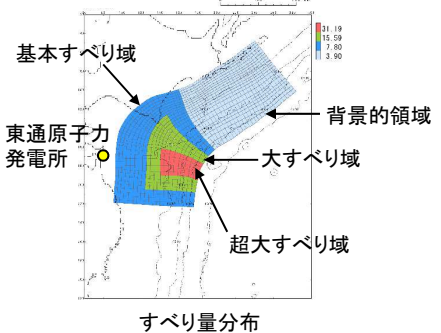 31.19
15.59
7.80
3.90
基本すべり域
背景的領域
東通原子力
発電所
大すべり域
超大すべり域
すべり量分布